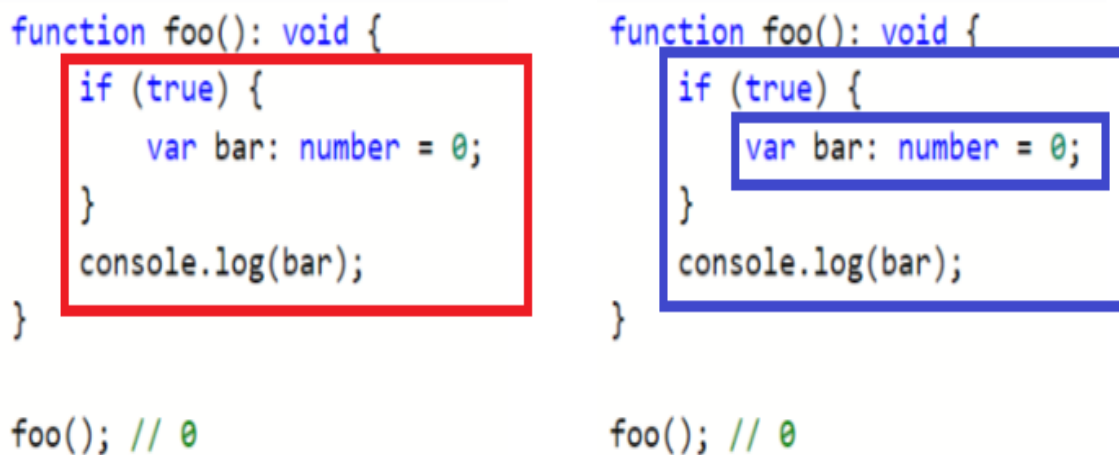 function foo(): void {
    if (true) {
        var bar: number = 0;
    }
    console.log(bar);
}

foo(); // 0

function foo(): void {
    if (true) {
        var bar: number = 0;
    }
    console.log(bar);
}

foo(); // 0